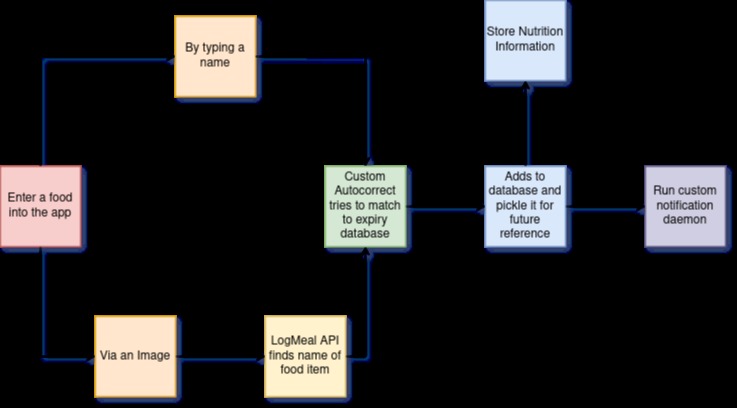 By typing a
name
Store Nutrition
Information
Enter a food
into the app
Custom
Autocorrect
tries to match
to expiry
database
Adds to
database and
pickle it for
future
reference
Run custom
notification
daemon
Via an Image
LogMeal API
finds name of
food item